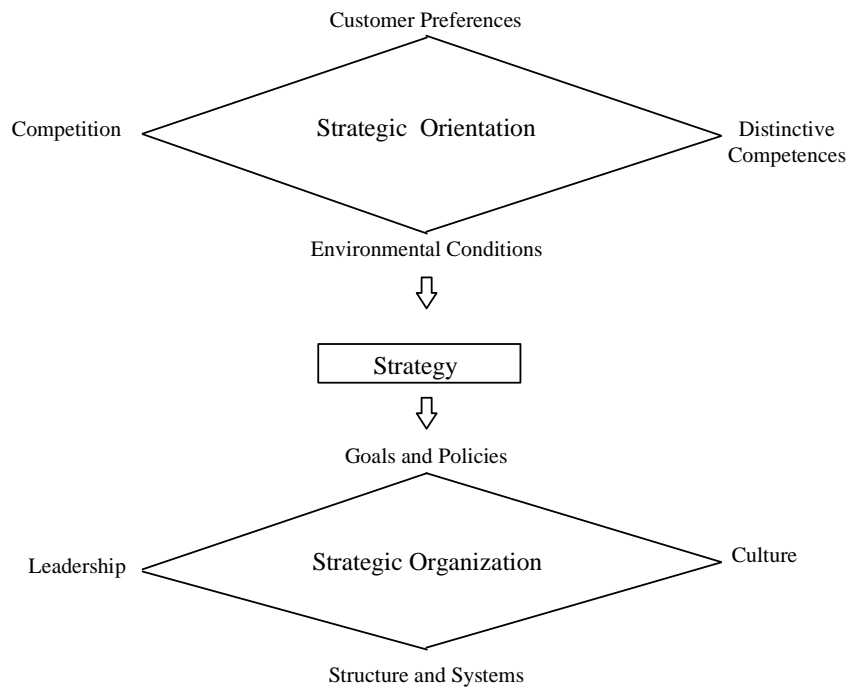 Customer Preferences
Competition
Strategic Orientation
Distinctive
Competences
Environmental Conditions
Strategy
Goals and Policies
Leadership
Strategic Organization
Culture
Structure and Systems